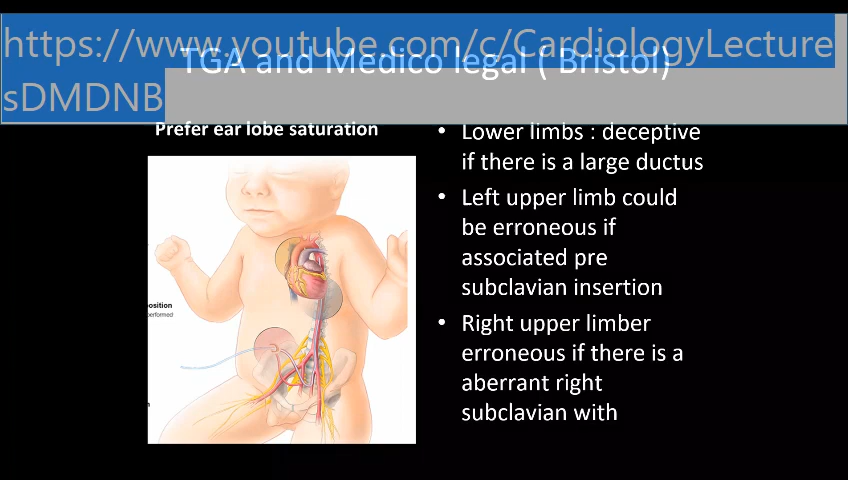 https://www.youtube.com/c/CardiologyLecture
sDMDNB
TGA and Medico legal ( Bristol)
Prefer ear lobe saturation
osition
performed
• Lower limbs : deceptive
if there is a large ductus
• Left upper limb could
be erroneous if
associated pre
subclavian insertion
• Right upper limber
erroneous if there is a
aberrant right
subclavian with